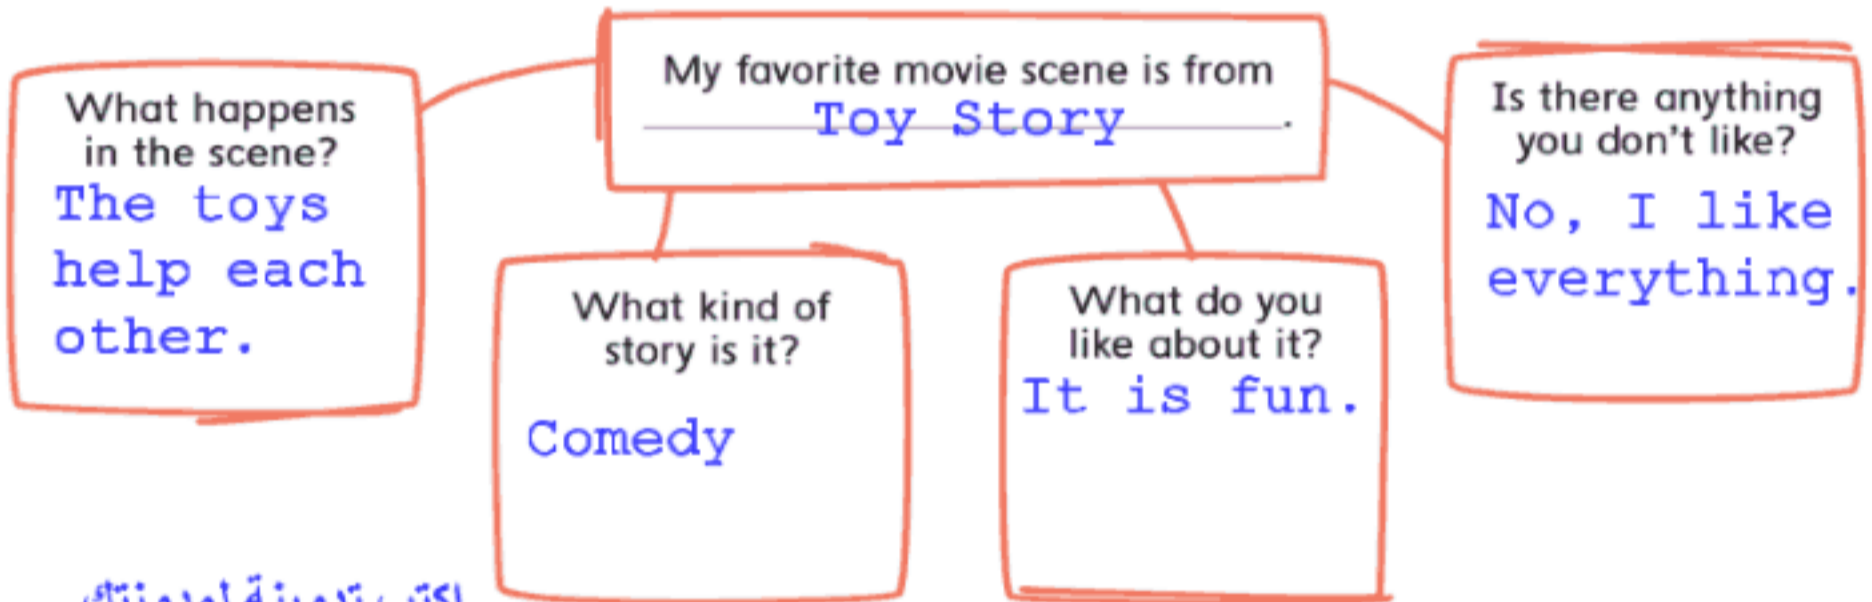 My favorite movie scene is from
Toy Story.
What happens
in the scene?
The toys
help each
other.
What kind of
story is it?
Comedy
What do you
like about it?
It is fun.
Is there anything
you don't like?
No, I like
everything.